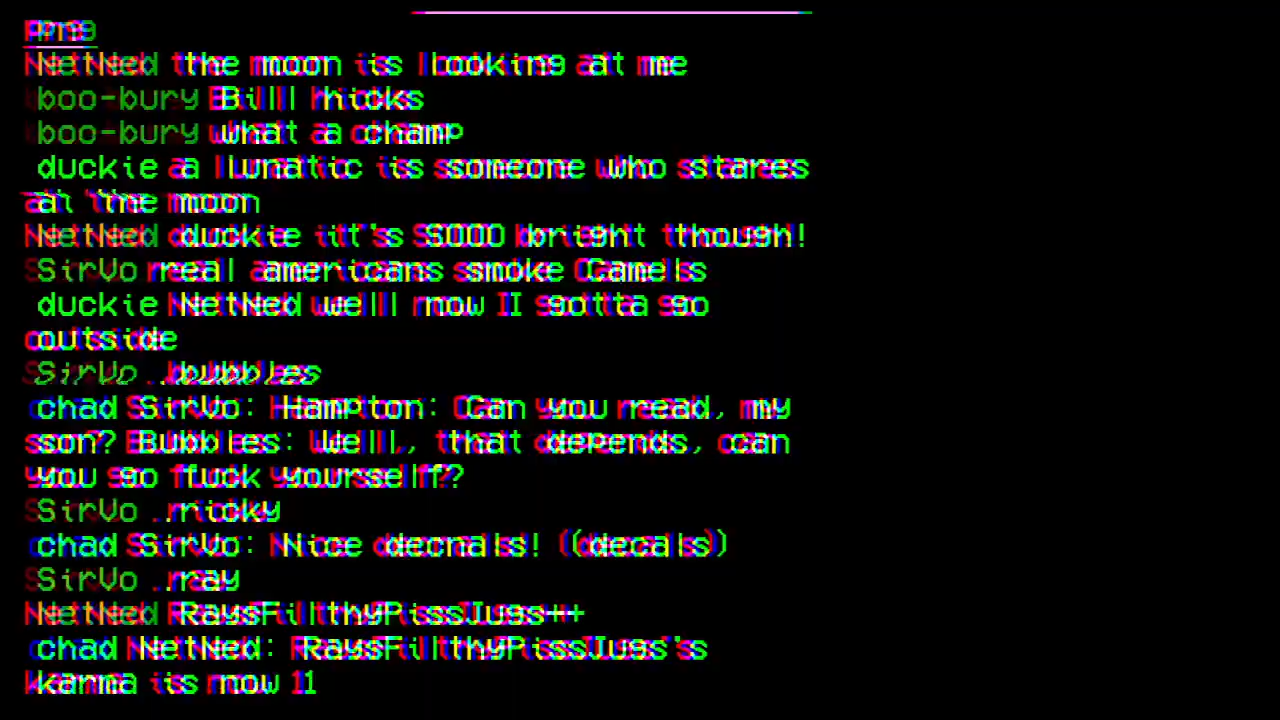 NetNed the moon is looking at me
boo-bury Bill hicks
boo-bury what a champ
duckie a lunatic is someone who stares
at the moon
NetNed duckie it's SOOO bright though!
SirVo real americans smoke Camels
duckie NetNed well now I gotta go
outside
SirVo .bubbles
chad SirVo: Hampton: Can you read, my
son? Bubbles: Well, that depends, can
you go fuck yourself?
SirVo .ricky
chad SirVo: Nice decnals! (decals)
SirVo .ray
NetNed RaysFilthyPissJugs++
chad NetNed: RaysFilthyPissJugs's
karma is now 11